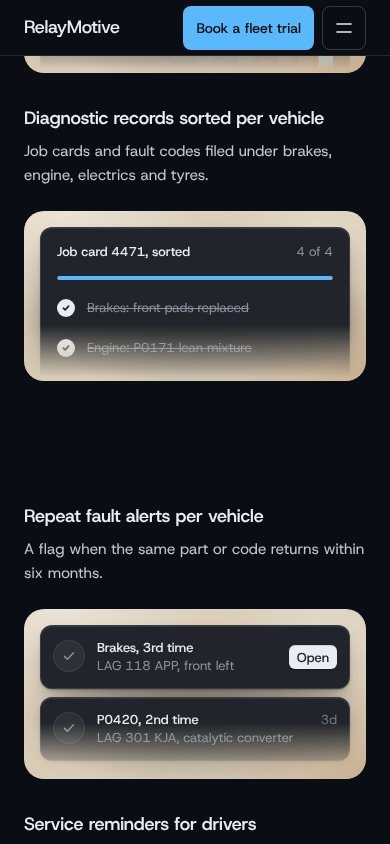 RelayMotive
Book a fleet trial
Diagnostic records sorted per vehicle
Job cards and fault codes filed under brakes,
engine, electrics and tyres.
Job card 4471, sorted
4 of 4
Brakes: front pads replaced
Engine: P0171 lean mixture
Repeat fault alerts per vehicle
A flag when the same part or code returns within
six months.
Brakes, 3rd time
LAG 118 APP, front left
Open
P0420, 2nd time
3d
LAG 301 KJA, catalytic converter
Service reminders for drivers